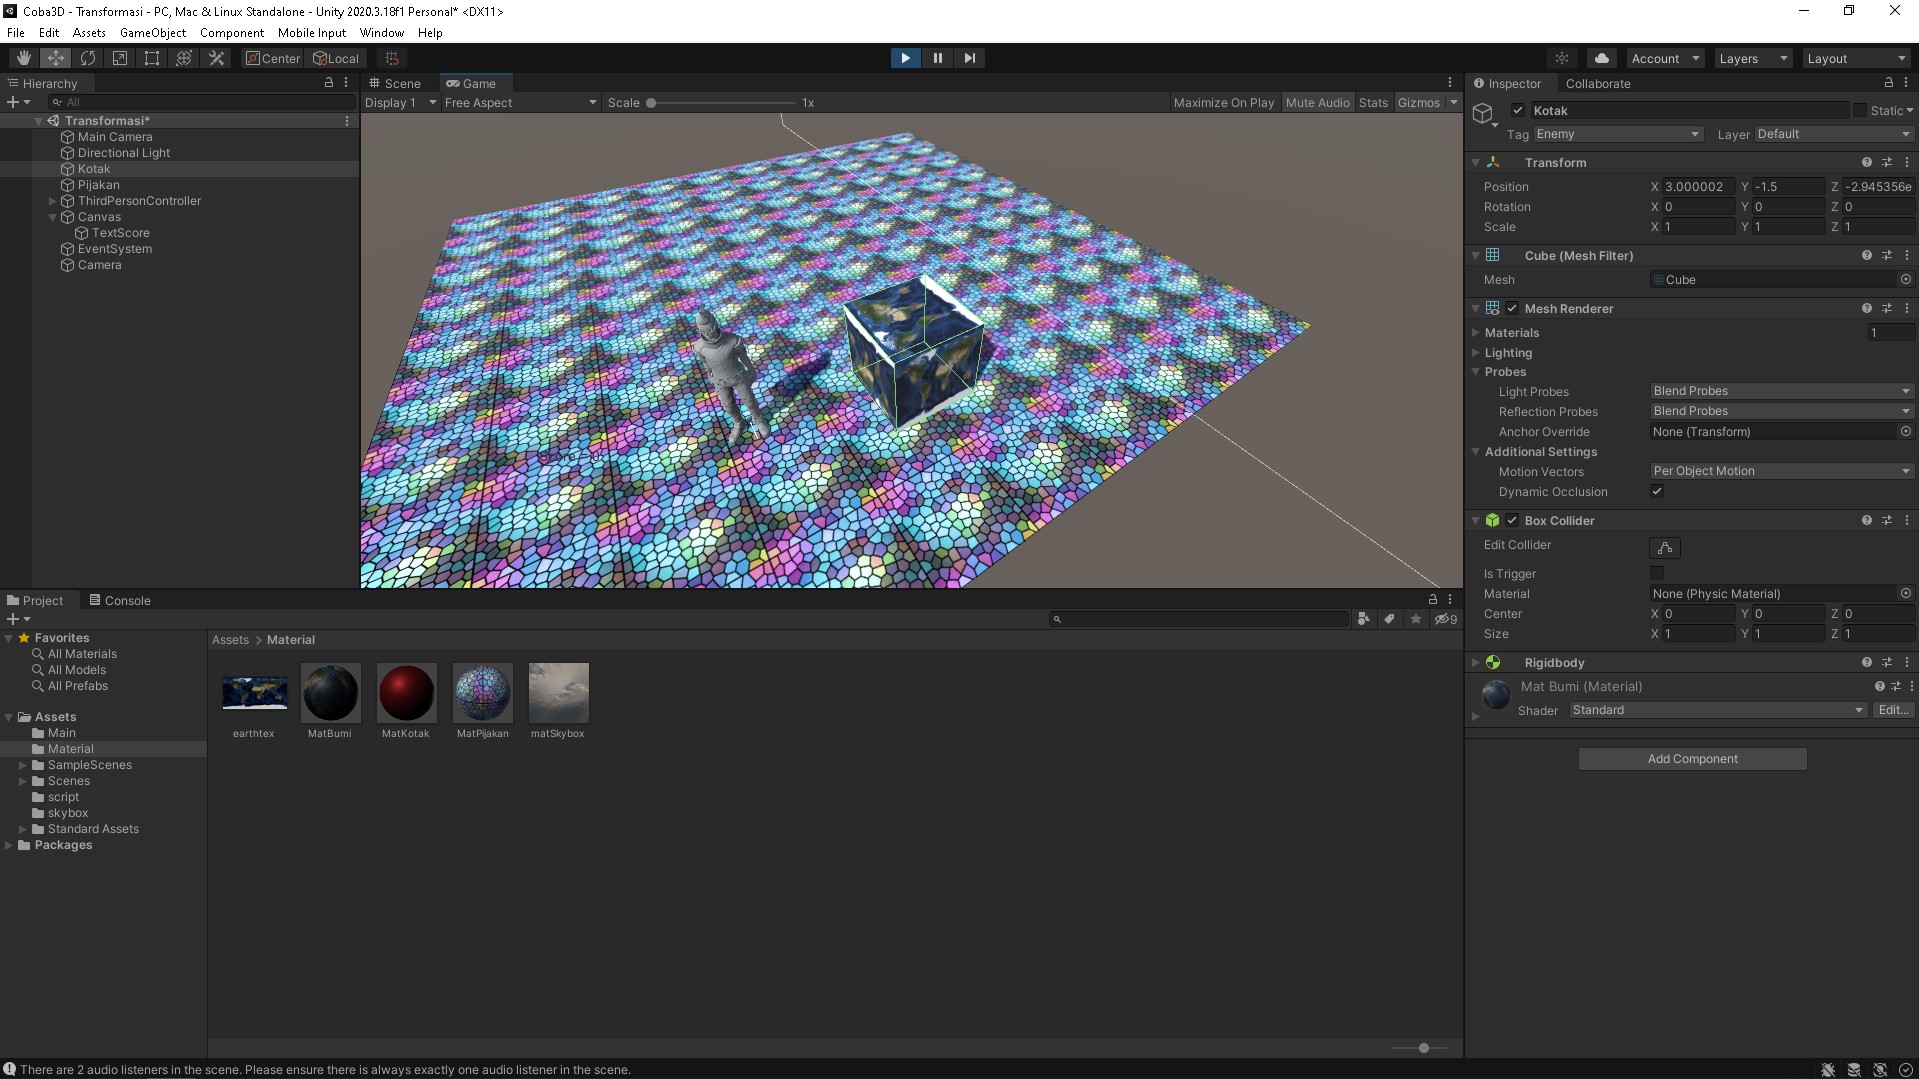 Coba3D - Transformasi - PC, Mac & Linux Standalone - Unity 2020.3.18f1 Personal* <DX11>
File Edit Assets GameObject Component Mobile Input Window Help
Center Local
Account Layers Layout
Hierarchy
All
Transformasi*
Main Camera
Directional Light
Kotak
Pijakan
ThirdPersonController
Canvas
TextScore
EventSystem
Camera
Scene Game
Display 1 Free Aspect Scale 1x Maximize On Play Mute Audio Stats Gizmos
Inspector Collaborate
Kotak Static
Tag Enemy Layer Default
Transform
Position X 3.000002 Y -1.5 Z -2.945356e
Rotation X 0 Y 0 Z 0
Scale X 1 Y 1 Z 1
Cube (Mesh Filter)
Mesh Cube
Mesh Renderer
Materials 1
Lighting
Probes
Light Probes Blend Probes
Reflection Probes Blend Probes
Anchor Override None (Transform)
Additional Settings
Motion Vectors Per Object Motion
Dynamic Occlusion
Box Collider
Edit Collider
Is Trigger
Material None (Physic Material)
Center X 0 Y 0 Z 0
Size X 1 Y 1 Z 1
Rigidbody
Mat Bumi (Material)
Shader Standard Edit...
Add Component
Project Console
9
Favorites
All Materials
All Models
All Prefabs
Assets
Main
Material
SampleScenes
Scenes
script
skybox
Standard Assets
Packages
Assets > Material
earthtex MatBumi MatKotak MatPijakan matSkybox
There are 2 audio listeners in the scene. Please ensure there is always exactly one audio listener in the scene.